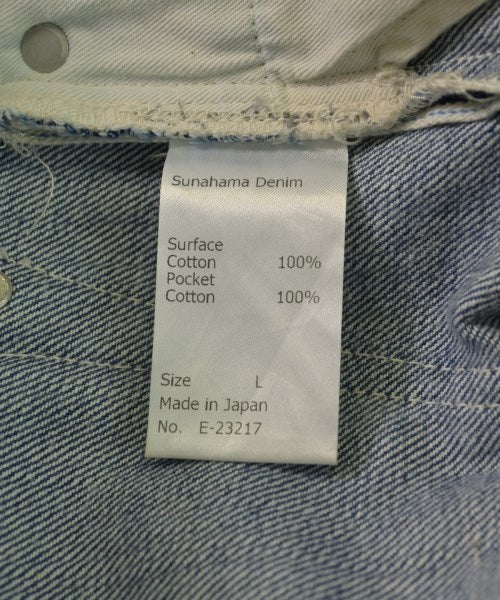 Sunahama Denim
Surface
Cotton 100%
Pocket
Cotton 100%
Size L
Made in Japan
No. E-23217